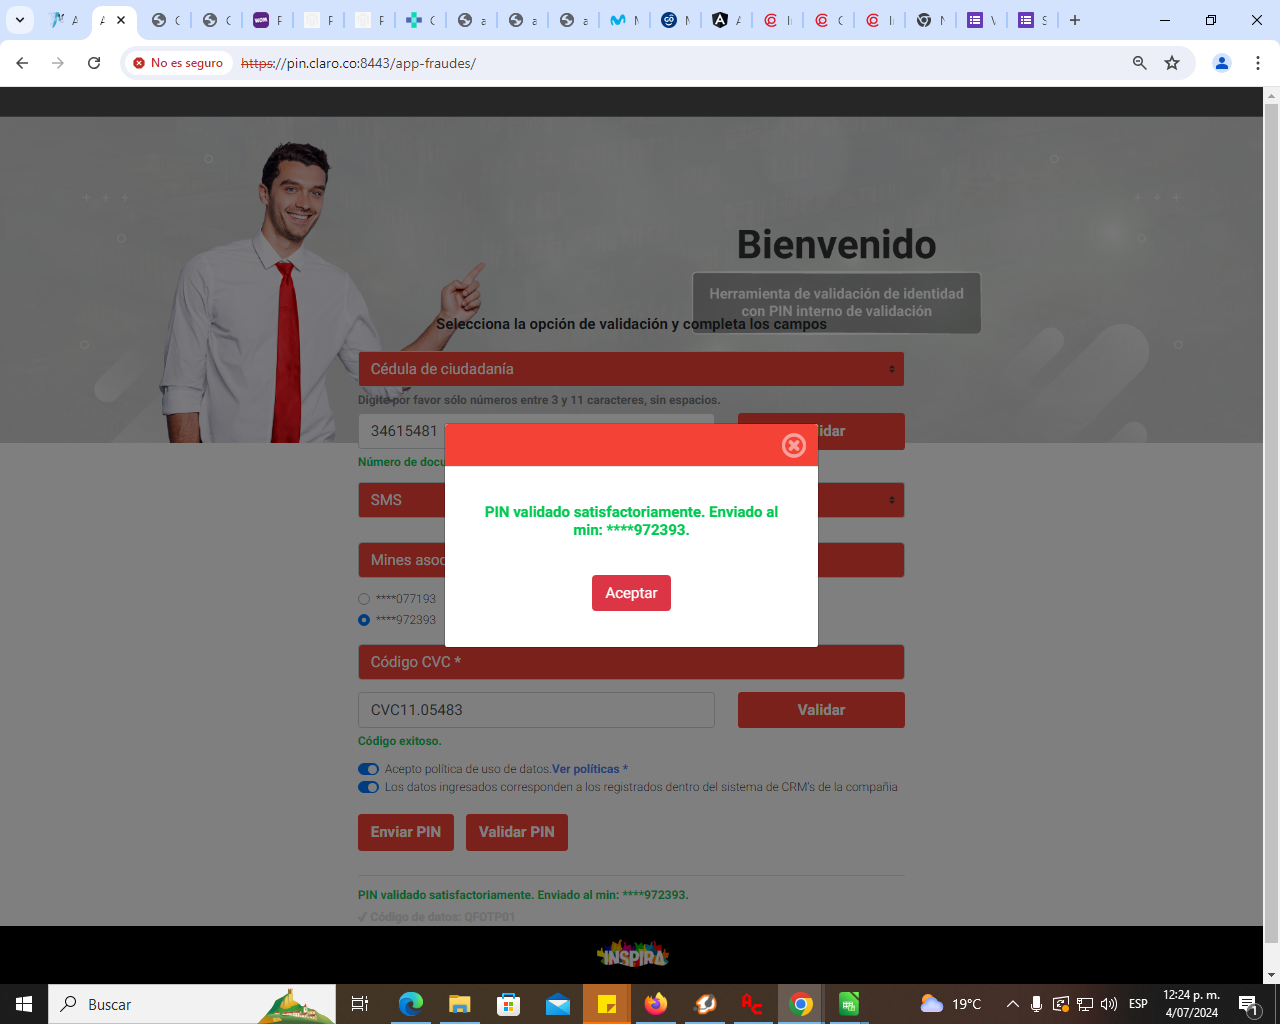 A
A
C
C
WOM
F
F
F
C
a
a
a
M
GO
M
A
I
C
I
N
V
S
No es seguro
https://pin.claro.co:8443/app-fraudes/
Bienvenido
Herramienta de validación de identidad
con PIN interno de validación
Selecciona la opción de validación y completa los campos
Cédula de ciudadanía
Digite por favor sólo números entre 3 y 11 caracteres, sin espacios.
34615481
idar
Número de docu
SMS
PIN validado satisfactoriamente. Enviado al
min: ****972393.
Mines asoc
Aceptar
****077193
****972393
Código CVC *
CVC11.05483
Validar
Código exitoso.
Acepto política de uso de datos.Ver políticas *
Los datos ingresados corresponden a los registrados dentro del sistema de CRM's de la compañia
Enviar PIN
Validar PIN
PIN validado satisfactoriamente. Enviado al min: ****972393.
✓ Código de datos: QFOTP01
INSPIRA
Buscar
19°C
ESP
12:24 p. m.
4/07/2024
1